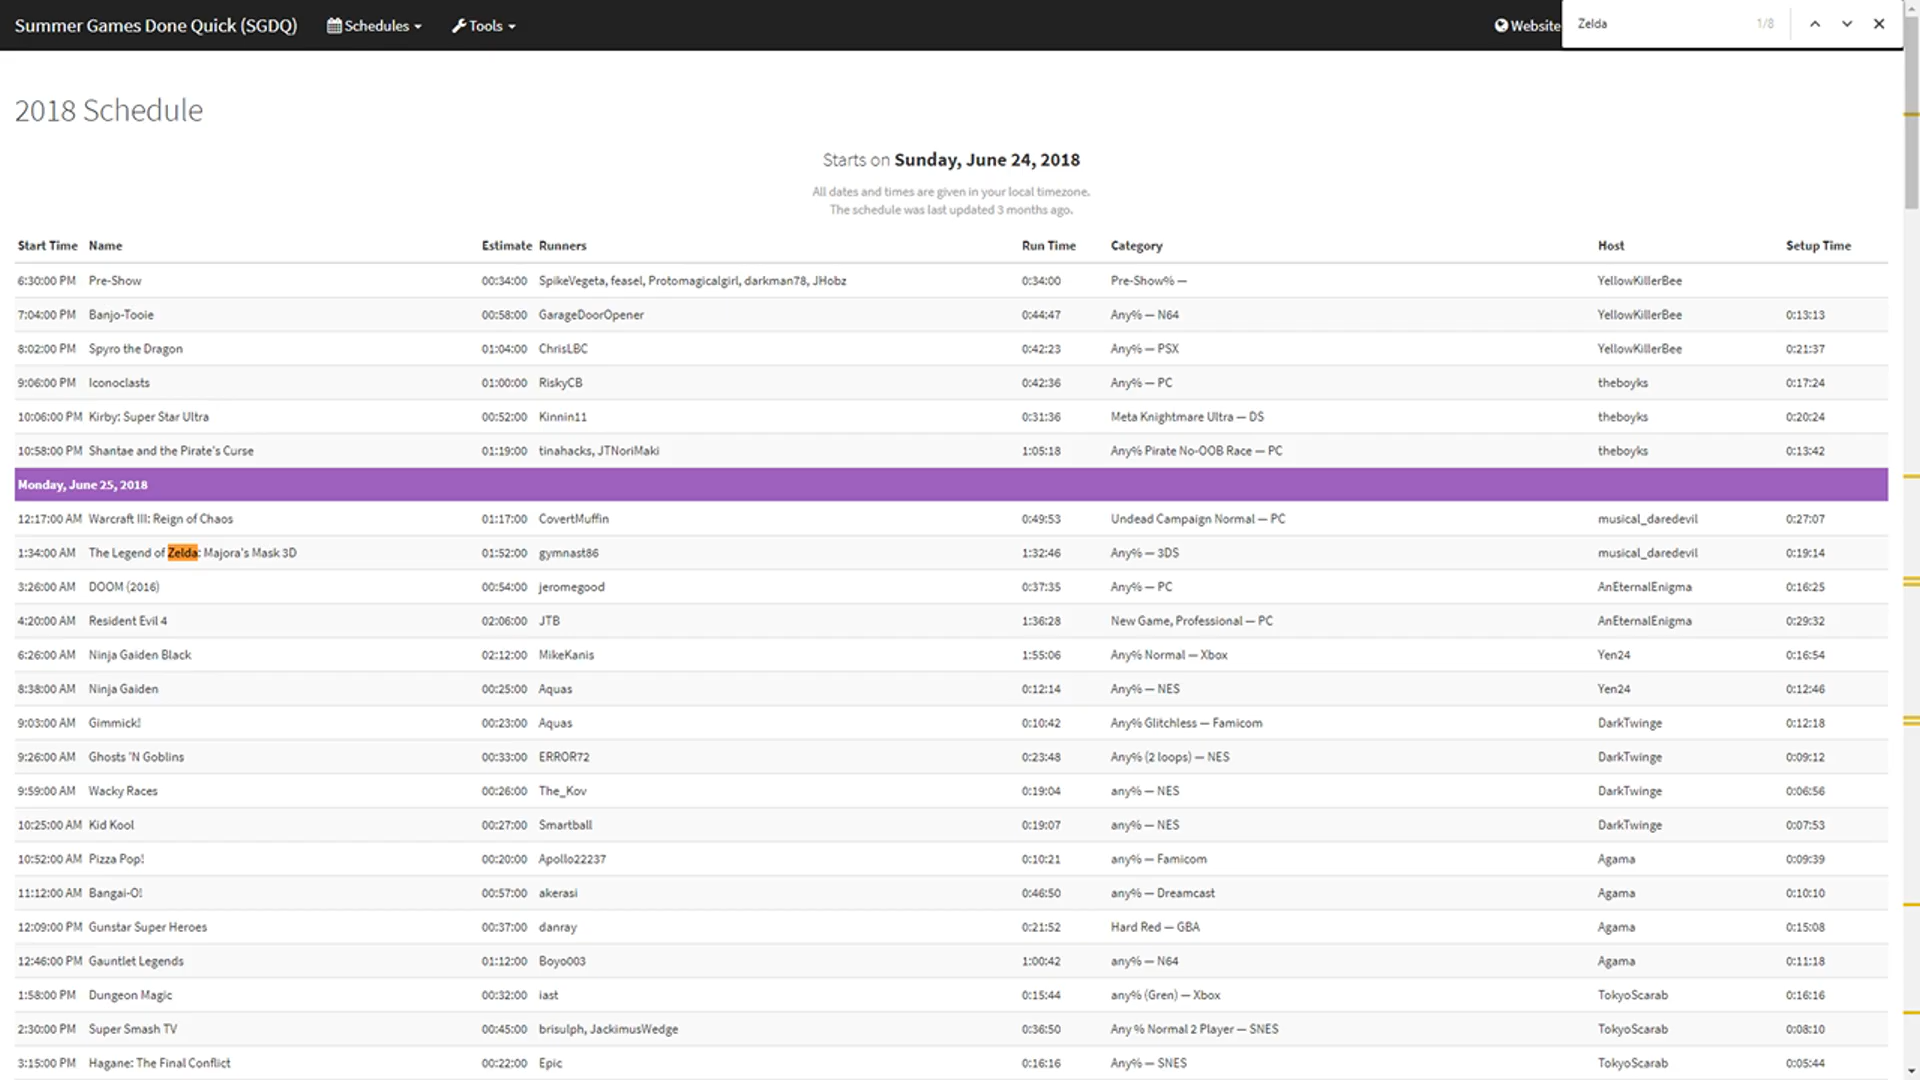 Summer Games Done Quick (SGDQ) Schedules Tools Website Zelda 1/8
2018 Schedule
Starts on Sunday, June 24, 2018
All dates and times are given in your local timezone.
The schedule was last updated 3 months ago.
Start Time Name Estimate Runners Run Time Category Host Setup Time
6:30:00 PM Pre-Show 00:34:00 SpikeVegeta, feasel, Protomagicalgirl, darkman78, JHobz 0:34:00 Pre-Show% — YellowKillerBee
7:04:00 PM Banjo-Tooie 00:58:00 GarageDoorOpener 0:44:47 Any% — N64 YellowKillerBee 0:13:13
8:02:00 PM Spyro the Dragon 01:04:00 ChrisLBC 0:42:23 Any% — PSX YellowKillerBee 0:21:37
9:06:00 PM Iconoclasts 01:00:00 RiskyCB 0:42:36 Any% — PC theboyks 0:17:24
10:06:00 PM Kirby: Super Star Ultra 00:52:00 Kinnin11 0:31:36 Meta Knightmare Ultra — DS theboyks 0:20:24
10:58:00 PM Shantae and the Pirate's Curse 01:19:00 tinahacks, JTNoriMaki 1:05:18 Any% Pirate No-OOB Race — PC theboyks 0:13:42
Monday, June 25, 2018
12:17:00 AM Warcraft III: Reign of Chaos 01:17:00 CovertMuffin 0:49:53 Undead Campaign Normal — PC musical_daredevil 0:27:07
1:34:00 AM The Legend of Zelda: Majora's Mask 3D 01:52:00 gymnast86 1:32:46 Any% — 3DS musical_daredevil 0:19:14
3:26:00 AM DOOM (2016) 00:54:00 jeromegood 0:37:35 Any% — PC AnEternalEnigma 0:16:25
4:20:00 AM Resident Evil 4 02:06:00 JTB 1:36:28 New Game, Professional — PC AnEternalEnigma 0:29:32
6:26:00 AM Ninja Gaiden Black 02:12:00 MikeKanis 1:55:06 Any% Normal — Xbox Yen24 0:16:54
8:38:00 AM Ninja Gaiden 00:25:00 Aquas 0:12:14 Any% — NES Yen24 0:12:46
9:03:00 AM Gimmick! 00:23:00 Aquas 0:10:42 Any% Glitchless — Famicom DarkTwinge 0:12:18
9:26:00 AM Ghosts 'N Goblins 00:33:00 ERROR72 0:23:48 Any% (2 loops) — NES DarkTwinge 0:09:12
9:59:00 AM Wacky Races 00:26:00 The_Kov 0:19:04 any% — NES DarkTwinge 0:06:56
10:25:00 AM Kid Kool 00:27:00 Smartball 0:19:07 any% — NES DarkTwinge 0:07:53
10:52:00 AM Pizza Pop! 00:20:00 Apollo22237 0:10:21 any% — Famicom Agama 0:09:39
11:12:00 AM Bangai-O! 00:57:00 akerasi 0:46:50 any% — Dreamcast Agama 0:10:10
12:09:00 PM Gunstar Super Heroes 00:37:00 danray 0:21:52 Hard Red — GBA Agama 0:15:08
12:46:00 PM Gauntlet Legends 01:12:00 Boyo003 1:00:42 any% — N64 Agama 0:11:18
1:58:00 PM Dungeon Magic 00:32:00 iast 0:15:44 any% (Gren) — Xbox TokyoScarab 0:16:16
2:30:00 PM Super Smash TV 00:45:00 brisulph, JackimusWedge 0:36:50 Any % Normal 2 Player — SNES TokyoScarab 0:08:10
3:15:00 PM Hagane: The Final Conflict 00:22:00 Epic 0:16:16 Any% — SNES TokyoScarab 0:05:44